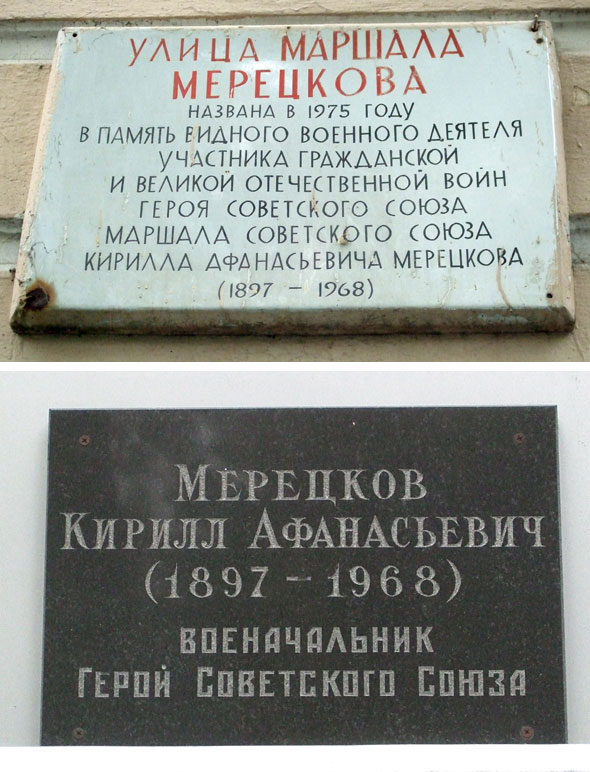 УЛИЦА МАРШАЛА
МЕРЕЦКОВА
НАЗВАНА В 1975 ГОДУ
В ПАМЯТЬ ВИДНОГО ВОЕННОГО ДЕЯТЕЛЯ
УЧАСТНИКА ГРАЖДАНСКОЙ
И ВЕЛИКОЙ ОТЕЧЕСТВЕННОЙ ВОЙН
ГЕРОЯ СОВЕТСКОГО СОЮЗА
МАРШАЛА СОВЕТСКОГО СОЮЗА
КИРИЛЛА АФАНАСЬЕВИЧА МЕРЕЦКОВА
(1897 – 1968)
МЕРЕЦКОВ
КИРИЛЛ АФАНАСЬЕВИЧ
(1897 – 1968)
ВОЕНАЧАЛЬНИК
ГЕРОЙ СОВЕТСКОГО СОЮЗА